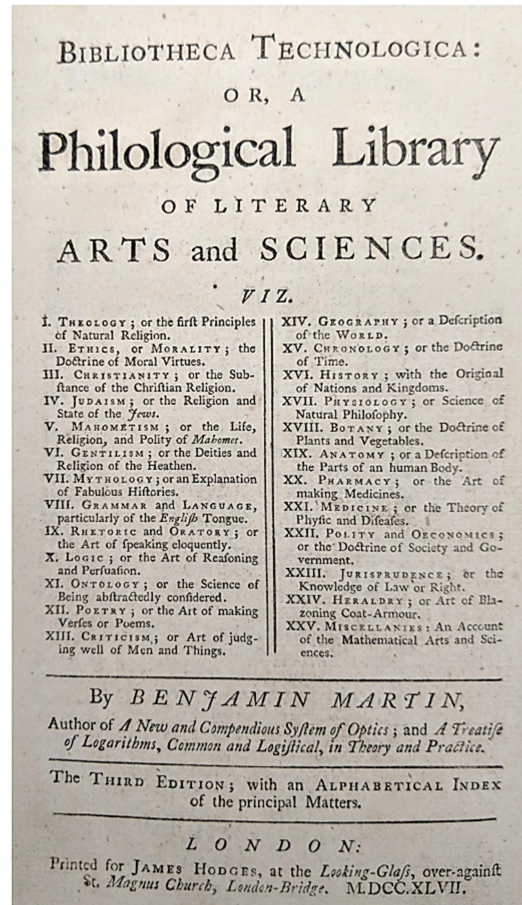 BIBLIOTHECA TECHNOLOGICA:
OR, A
Philological Library
OF LITERARY
ARTS and SCIENCES.
VIZ.
I. THEOLOGY; or the firſt Principles
of Natural Religion.
II. ETHICS, or MORALITY; the
Doctrine of Moral Virtues.
III. CHRISTIANITY; or the Sub-
ſtance of the Chriſtian Religion.
IV. JUDAISM; or the Religion and
State of the Jews.
V. MAHOMETISM; or the Life,
Religion, and Polity of Mahomet.
VI. GENTILISM; or the Deities and
Religion of the Heathen.
VII. MYTHOLOGY; or an Explanation
of Fabulous Hiſtories.
VIII. GRAMMAR and LANGUAGE,
particularly of the Engliſh Tongue.
IX. RHETORIC and ORATORY; or
the Art of ſpeaking eloquently.
X. LOGIC; or the Art of Reaſoning
and Perſuaſion.
XI. ONTOLOGY; or the Science of
Being abſtractedly conſidered.
XII. POETRY; or the Art of making
Verſes or Poems.
XIII. CRITICISM; or Art of judg-
ing well of Men and Things.
XIV. GEOGRAPHY; or a Deſcription
of the WORLD.
XV. CHRONOLOGY; or the Doctrine
of Time.
XVI. HISTORY; with the Original
of Nations and Kingdoms.
XVII. PHYSIOLOGY; or Science of
Natural Philoſophy.
XVIII. BOTANY; or the Doctrine of
Plants and Vegetables.
XIX. ANATOMY; or a Deſcription of
the Parts of an human Body.
XX. PHARMACY; or the Art of
making Medicines.
XXI. MEDICINE; or the Theory of
Phyſic and Diſeaſes.
XXII. POLITY and OECONOMICS;
or the Doctrine of Society and Go-
vernment.
XXIII. JURISPRUDENCE; or the
Knowledge of Law or Right.
XXIV. HERALDRY; or Art of Bla-
zoning Coat-Armour.
XXV. MISCELLANIES: An Account
of the Mathematical Arts and Sci-
ences.
By BENJAMIN MARTIN,
Author of A New and Compendious Syſtem of Optics; and A Treatiſe
of Logarithms, Common and Logiſtical, in Theory and Practice.
The THIRD EDITION; with an ALPHABETICAL INDEX
of the principal Matters.
LONDON:
Printed for JAMES HODGES, at the Looking-Glaſs, over-againſt
St. Magnus Church, London-Bridge. M.DCC.XLVII.